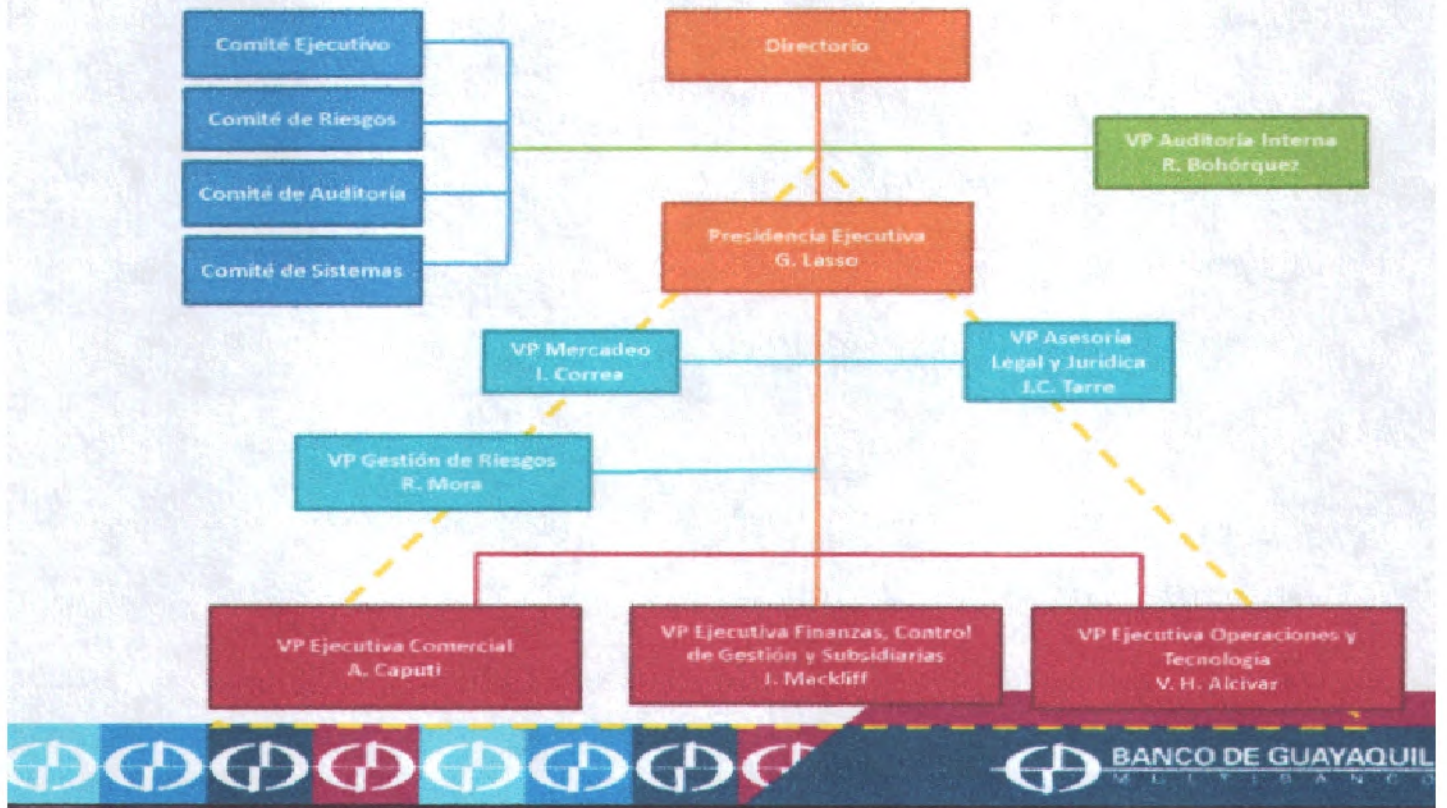 Comité Ejecutivo
Directorio
Comité de Riesgos
VP Auditoría Interna
R. Bohórquez
Comité de Auditoría
Presidencia Ejecutiva
G. Lasso
Comité de Sistemas
VP Mercadeo
I. Correa
VP Asesoría
Legal y Jurídica
J.C. Tarre
VP Gestión de Riesgos
R. Mora
VP Ejecutiva Comercial
A. Caputi
VP Ejecutiva Finanzas, Control
de Gestión y Subsidiarias
J. Mackliff
VP Ejecutiva Operaciones y
Tecnología
V. H. Alcivar
BANCO DE GUAYAQUIL
MULTIBANCO